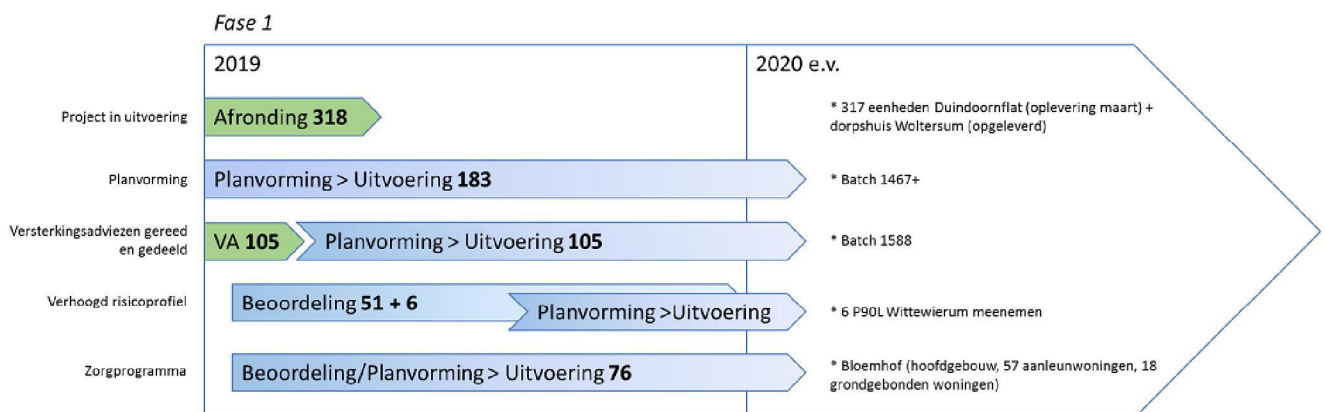 Fase 1
2019
2020 e.v.
Project in uitvoering
Afronding 318
* 317 eenheden Duindoornflat (oplevering maart) +
dorpshuis Woltersum (opgeleverd)
Planvorming
Planvorming > Uitvoering 183
* Batch 1467+
Versterkingsadviezen gereed
en gedeeld
VA 105
Planvorming > Uitvoering 105
* Batch 1588
Verhoogd risicoprofiel
Beoordeling 51 + 6
Planvorming >Uitvoering
* 6 P90L Wittewierum meenemen
Zorgprogramma
Beoordeling/Planvorming > Uitvoering 76
* Bloemhof (hoofdgebouw, 57 aanleunwoningen, 18
grondgebonden woningen)